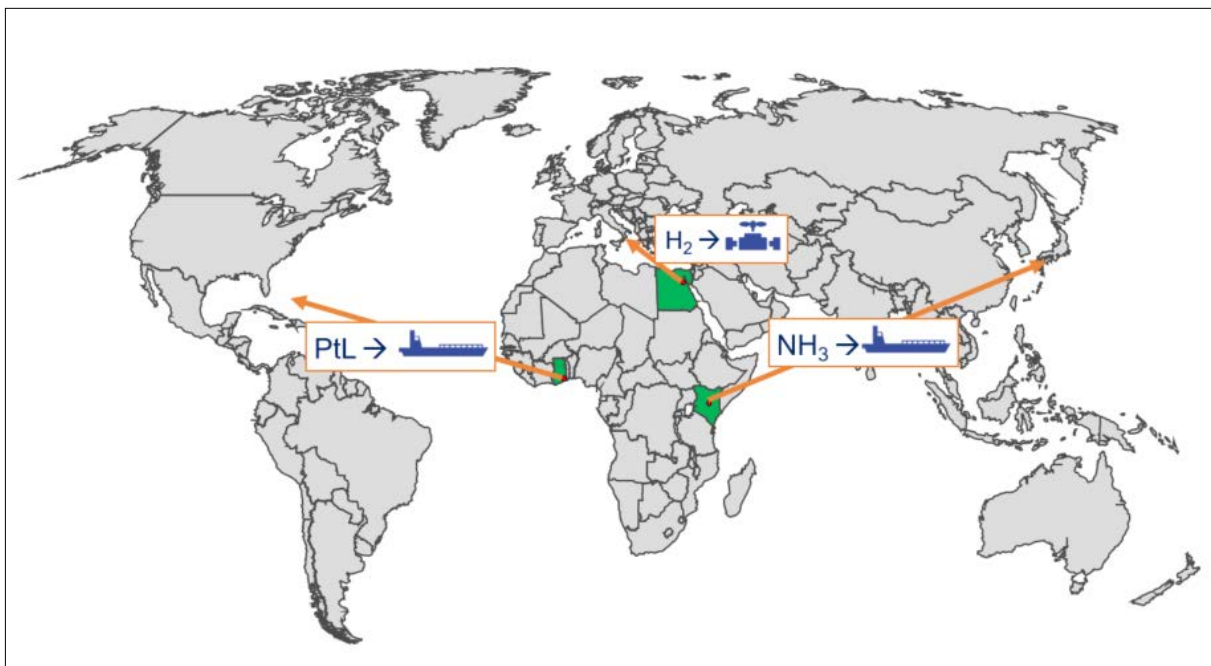 H₂ →
PtL →
NH₃ →